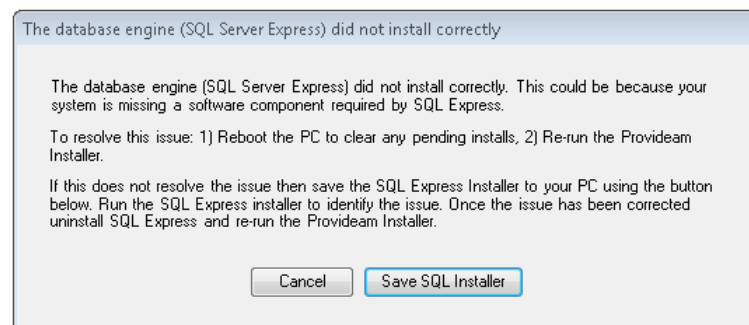 The database engine (SQL Server Express) did not install correctly
The database engine (SQL Server Express) did not install correctly. This could be because your
system is missing a software component required by SQL Express.
To resolve this issue: 1) Reboot the PC to clear any pending installs, 2) Re-run the Provideam
Installer.
If this does not resolve the issue then save the SQL Express Installer to your PC using the button
below. Run the SQL Express installer to identify the issue. Once the issue has been corrected
uninstall SQL Express and re-run the Provideam Installer.
Cancel Save SQL Installer